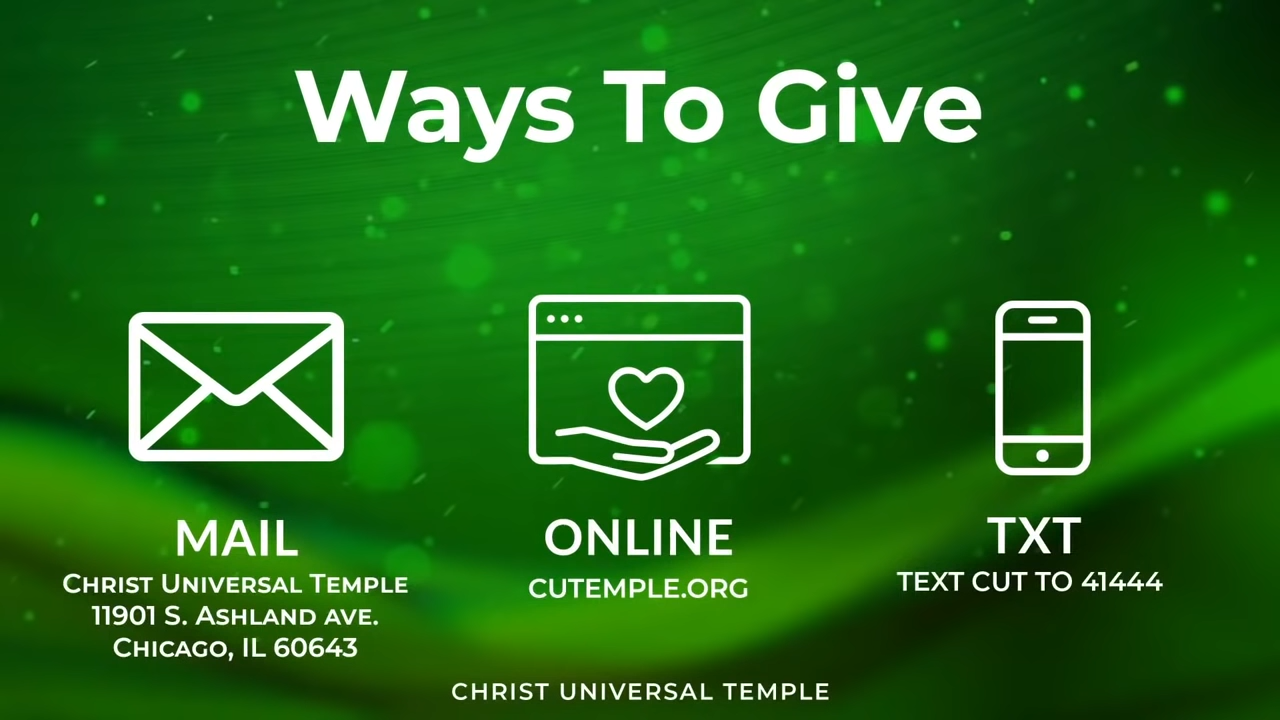 Ways To Give
MAIL
Christ Universal Temple
11901 S. Ashland ave.
Chicago, IL 60643
ONLINE
CUTEMPLE.ORG
TXT
TEXT CUT TO 41444
CHRIST UNIVERSAL TEMPLE